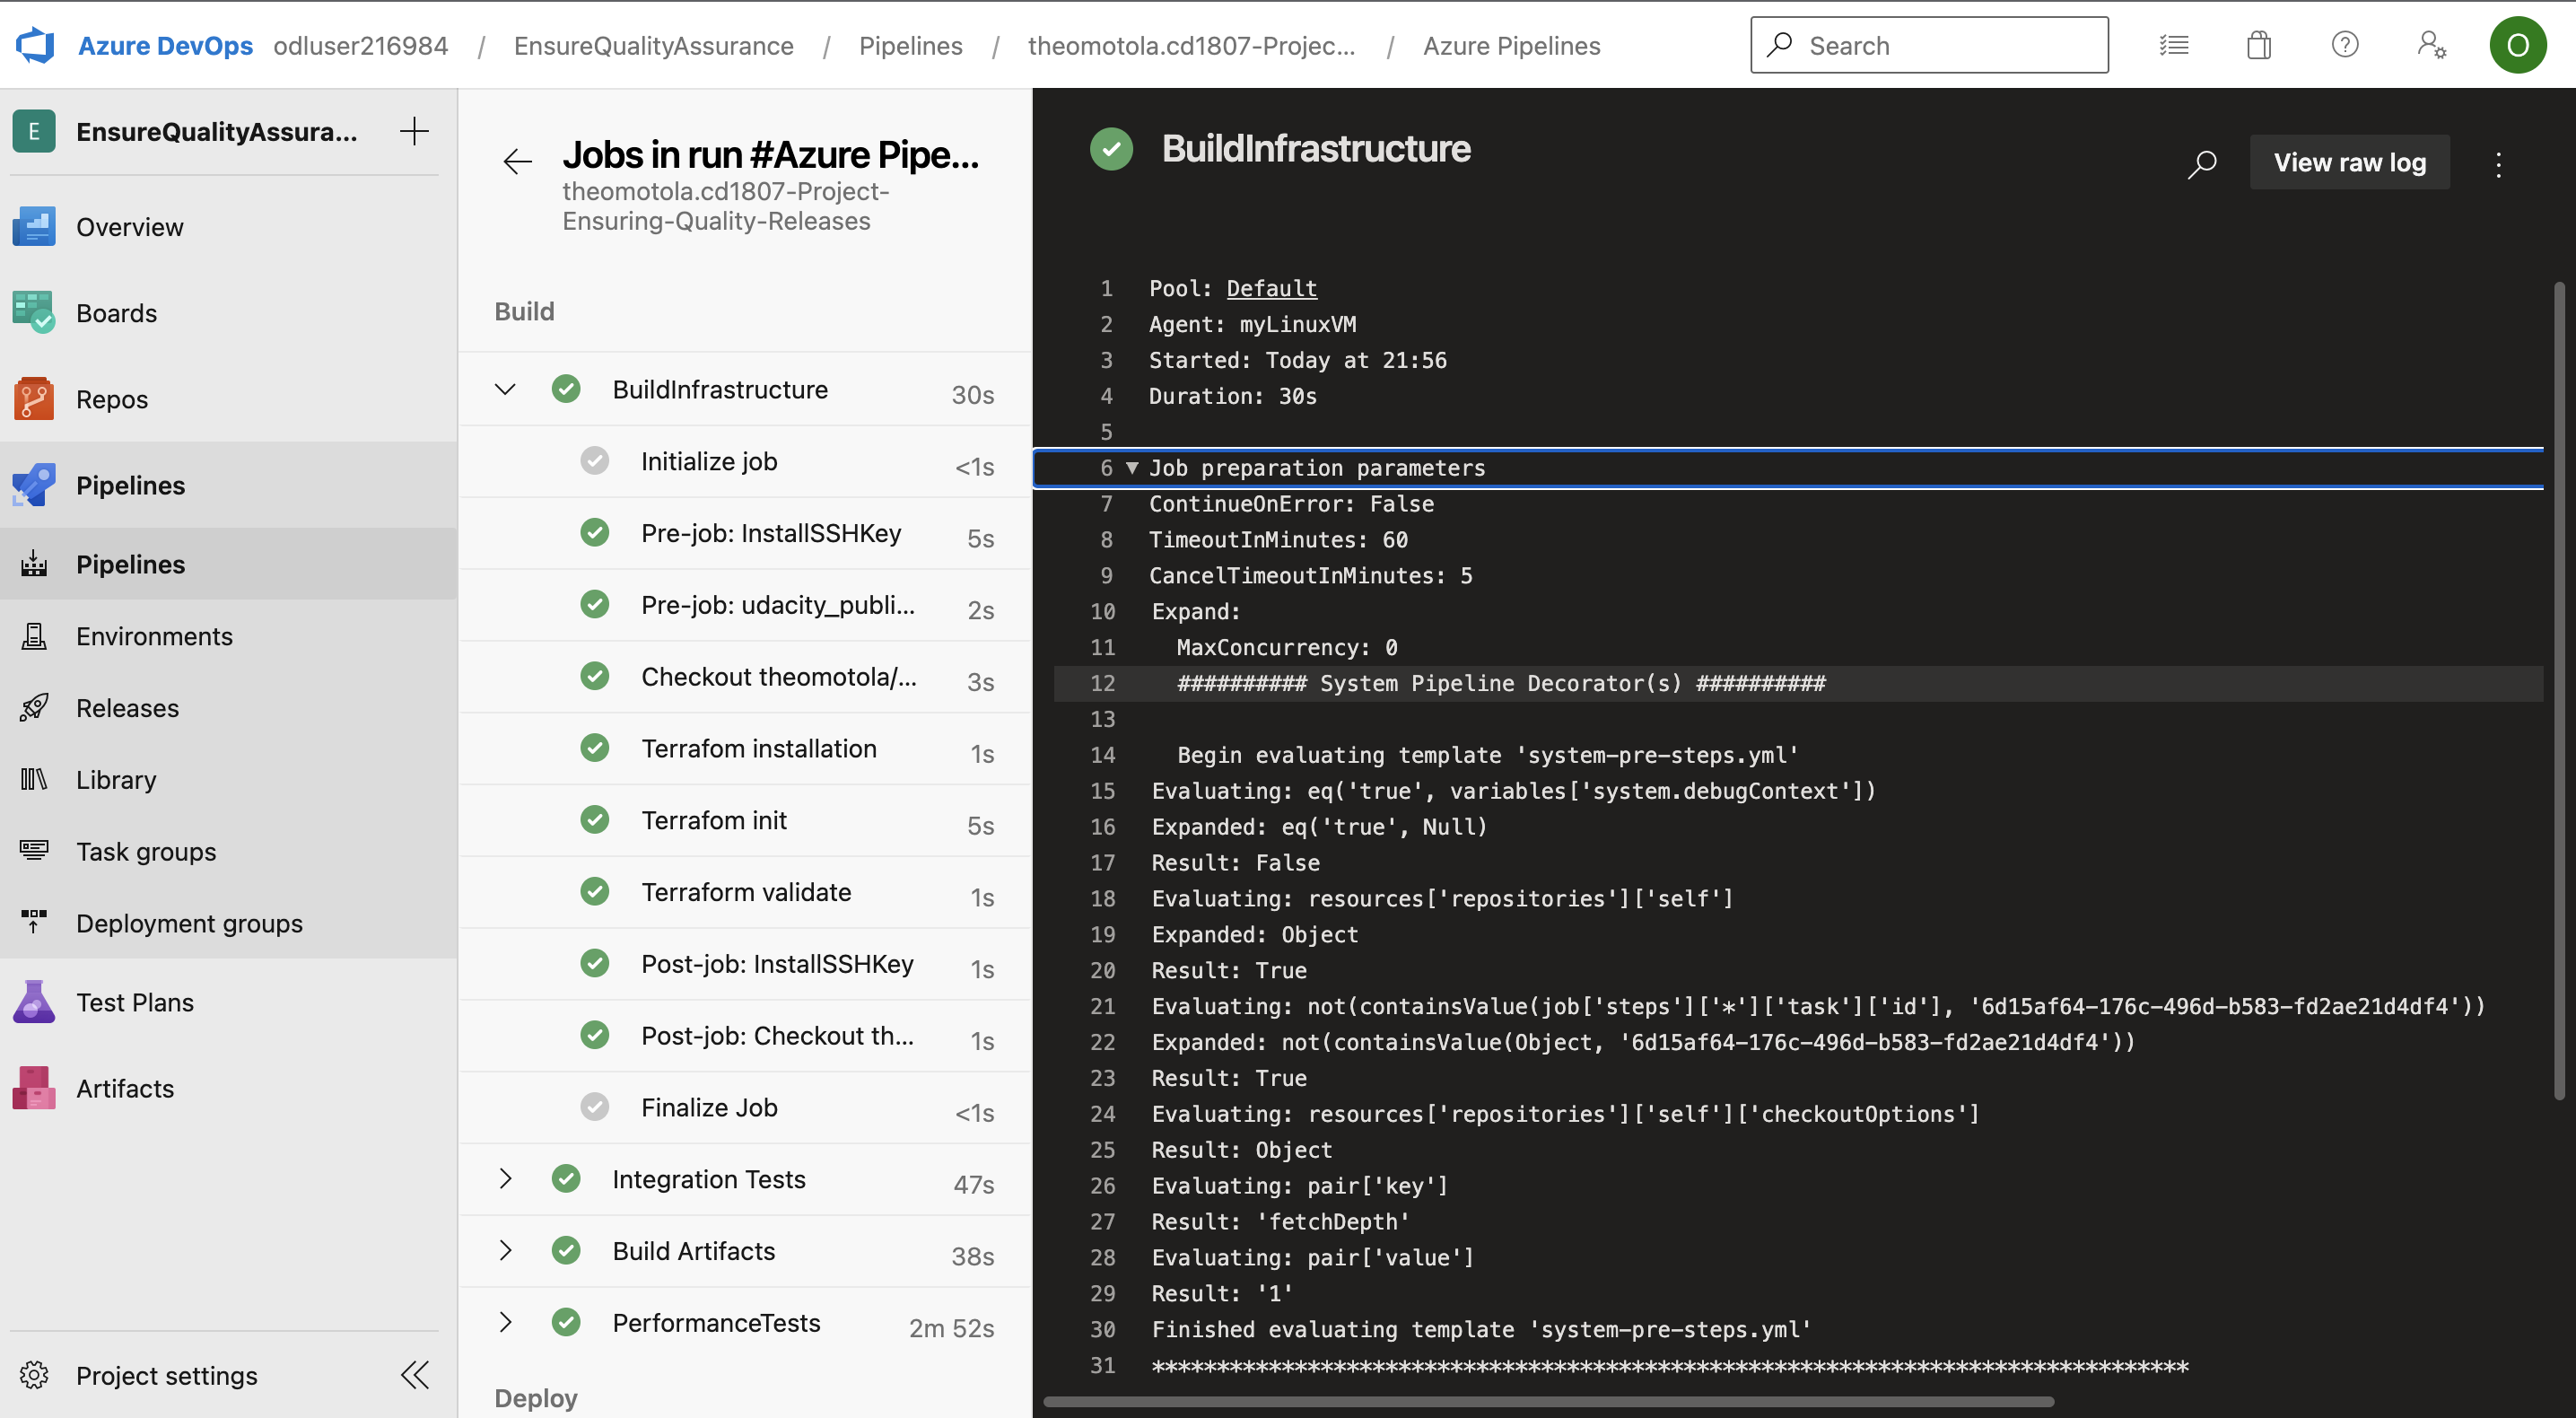 Azure DevOps odluser216984 / EnsureQualityAssurance / Pipelines / theomotola.cd1807-Projec... / Azure Pipelines
Search
O
E EnsureQualityAssura...
Overview
Boards
Repos
Pipelines
Pipelines
Environments
Releases
Library
Task groups
Deployment groups
Test Plans
Artifacts
Project settings
Jobs in run #Azure Pipe...
theomotola.cd1807-Project-
Ensuring-Quality-Releases
Build
BuildInfrastructure 30s
Initialize job <1s
Pre-job: InstallSSHKey 5s
Pre-job: udacity_publi... 2s
Checkout theomotola/... 3s
Terrafom installation 1s
Terrafom init 5s
Terraform validate 1s
Post-job: InstallSSHKey 1s
Post-job: Checkout th... 1s
Finalize Job <1s
Integration Tests 47s
Build Artifacts 38s
PerformanceTests 2m 52s
Deploy
BuildInfrastructure
View raw log
1 Pool: Default
2 Agent: myLinuxVM
3 Started: Today at 21:56
4 Duration: 30s
5
6 Job preparation parameters
7 ContinueOnError: False
8 TimeoutInMinutes: 60
9 CancelTimeoutInMinutes: 5
10 Expand:
11 MaxConcurrency: 0
12 ########## System Pipeline Decorator(s) ##########
13
14 Begin evaluating template 'system-pre-steps.yml'
15 Evaluating: eq('true', variables['system.debugContext'])
16 Expanded: eq('true', Null)
17 Result: False
18 Evaluating: resources['repositories']['self']
19 Expanded: Object
20 Result: True
21 Evaluating: not(containsValue(job['steps']['*']['task']['id'], '6d15af64-176c-496d-b583-fd2ae21d4df4'))
22 Expanded: not(containsValue(Object, '6d15af64-176c-496d-b583-fd2ae21d4df4'))
23 Result: True
24 Evaluating: resources['repositories']['self']['checkoutOptions']
25 Result: Object
26 Evaluating: pair['key']
27 Result: 'fetchDepth'
28 Evaluating: pair['value']
29 Result: '1'
30 Finished evaluating template 'system-pre-steps.yml'
31 ********************************************************************************